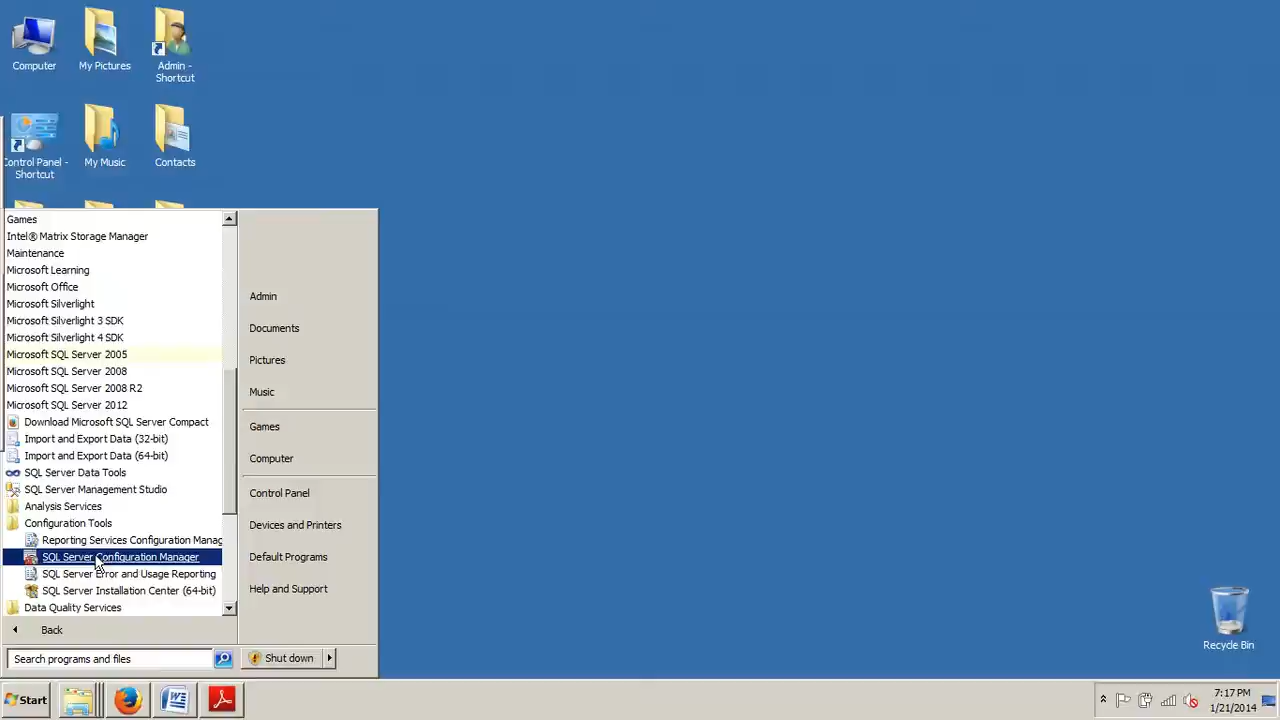 Computer
My Pictures
Admin -
Shortcut
Control Panel -
Shortcut
My Music
Contacts
Games
Intel® Matrix Storage Manager
Maintenance
Microsoft Learning
Microsoft Office
Microsoft Silverlight
Microsoft Silverlight 3 SDK
Microsoft Silverlight 4 SDK
Microsoft SQL Server 2005
Microsoft SQL Server 2008
Microsoft SQL Server 2008 R2
Microsoft SQL Server 2012
Download Microsoft SQL Server Compact
Import and Export Data (32-bit)
Import and Export Data (64-bit)
SQL Server Data Tools
SQL Server Management Studio
Analysis Services
Configuration Tools
Reporting Services Configuration Manag
SQL Server Configuration Manager
SQL Server Error and Usage Reporting
SQL Server Installation Center (64-bit)
Data Quality Services
Back
Search programs and files
Admin
Documents
Pictures
Music
Games
Computer
Control Panel
Devices and Printers
Default Programs
Help and Support
Shut down
Recycle Bin
Start
7:17 PM
1/21/2014